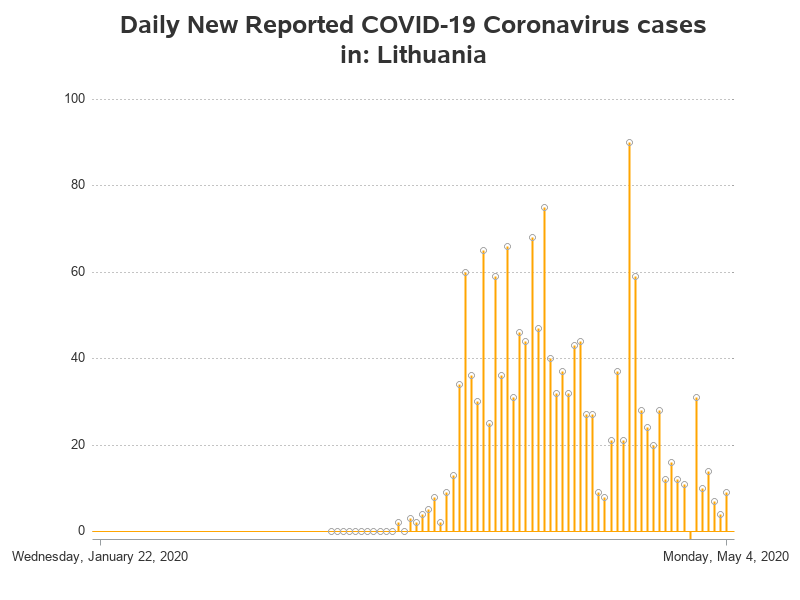 Daily New Reported COVID-19 Coronavirus cases
in: Lithuania
100
80
60
40
20
0
Wednesday, January 22, 2020
Monday, May 4, 2020